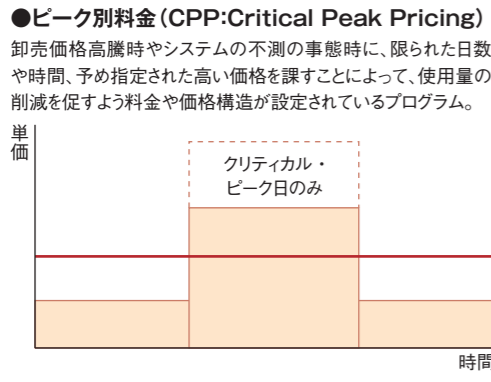 ●ピーク別料金(CPP:Critical Peak Pricing)
卸売価格高騰時やシステムの不測の事態時に、限られた日数
や時間、予め指定された高い価格を課すことによって、使用量の
削減を促すよう料金や価格構造が設定されているプログラム。
単価
クリティカル・
ピーク日のみ
時間